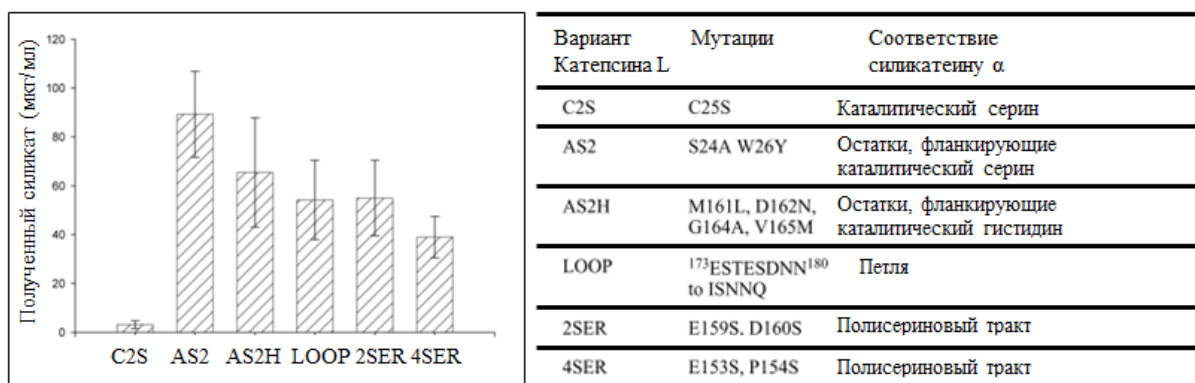 Полученный силикат (мкг/мл)
120
100
80
60
40
20
0
C2S AS2 AS2H LOOP 2SER 4SER
Вариант Мутации Соответствие
Катепсина L силикатеину α
C2S C25S Каталитический серин
AS2 S24A W26Y Остатки, фланкирующие
каталитический серин
AS2H M161L, D162N, Остатки, фланкирующие
G164A, V165M каталитический гистидин
LOOP ¹⁷³ESTESDNN¹⁸⁰ Петля
to ISNNQ
2SER E159S, D160S Полисериновый тракт
4SER E153S, P154S Полисериновый тракт